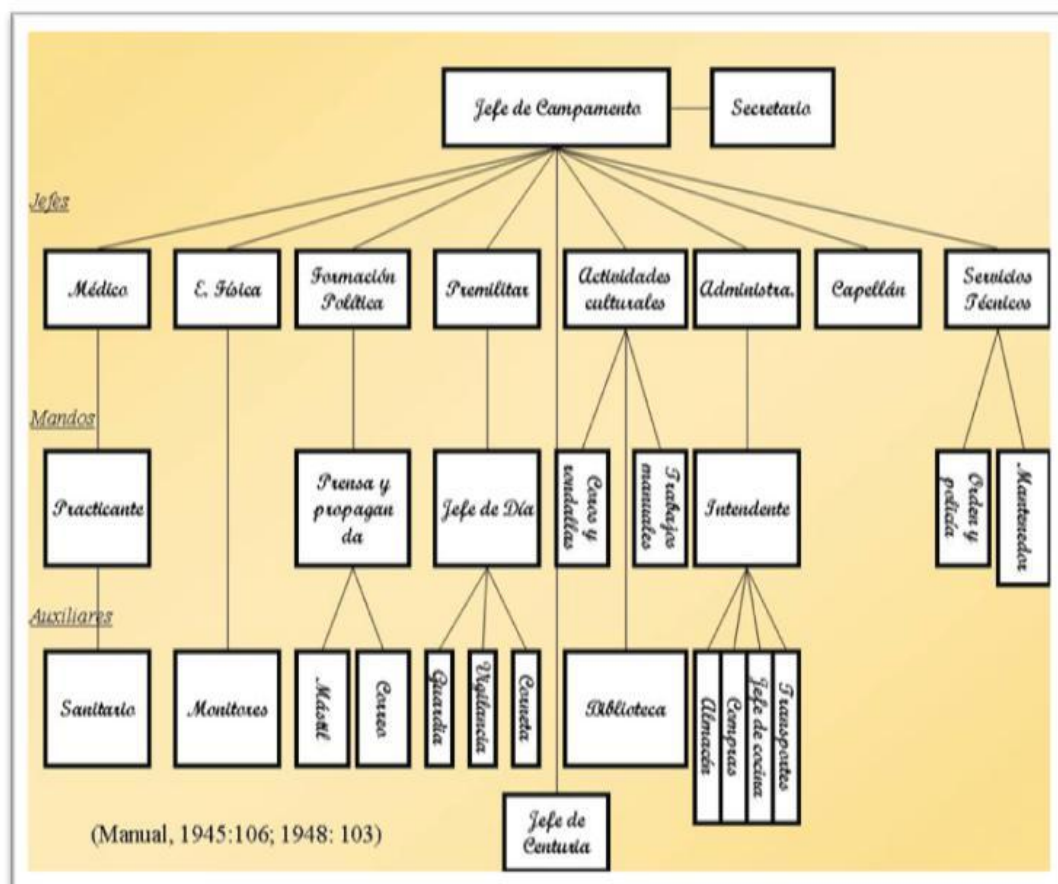 Jefe de Campamento
Secretario
Jefes
Médico
E. Física
Formación
Política
Premilitar
Actividades
culturales
Administra.
Capellán
Servicios
Técnicos
Mandos
Practicante
Prensa y
propagan
da
Jefe de Día
Coros y
rondallas
Trabajos
manuales
Intendente
Orden y
policía
Mantenedor
Auxiliares
Sanitario
Monitores
Mástil
Correo
Guardia
Vigilancia
Corneta
Biblioteca
Almacén
Compras
Jefe de cocina
Transportes
Jefe de
Centuria
(Manual, 1945:106; 1948: 103)